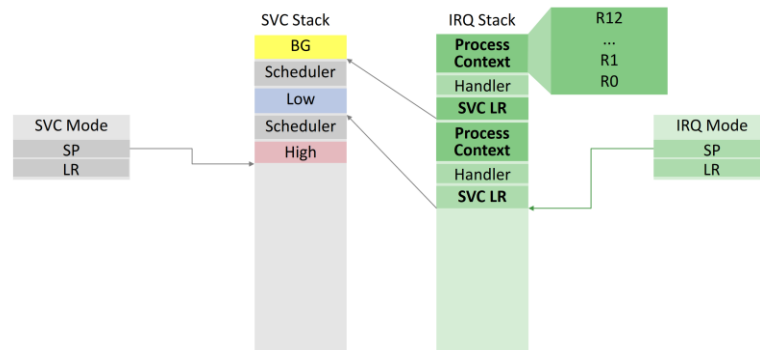 SVC Stack
BG
Scheduler
Low
Scheduler
High
IRQ Stack
Process
Context
Handler
SVC LR
Process
Context
Handler
SVC LR
R12
...
R1
R0
SVC Mode
SP
LR
IRQ Mode
SP
LR